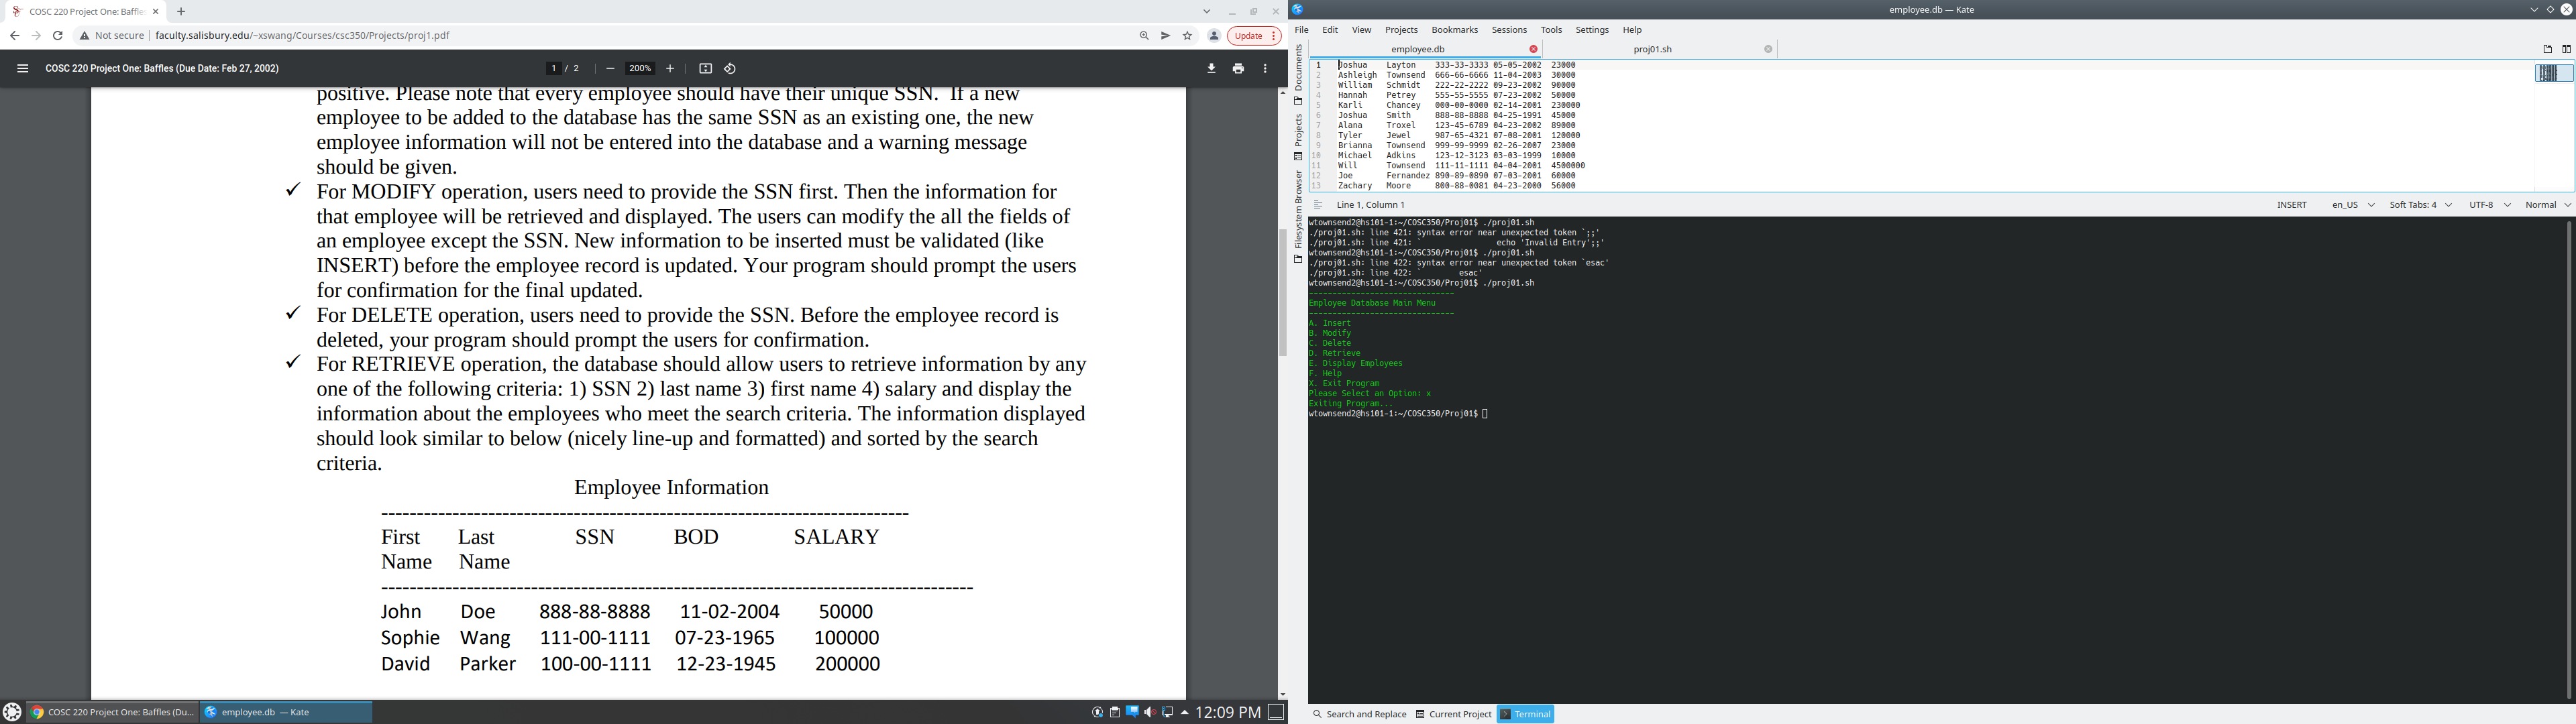 COSC 220 Project One: Baffle
Not secure | faculty.salisbury.edu/~xswang/Courses/csc350/Projects/proj1.pdf
Update
COSC 220 Project One: Baffles (Due Date: Feb 27, 2002)
1 / 2
200%
positive. Please note that every employee should have their unique SSN. If a new
employee to be added to the database has the same SSN as an existing one, the new
employee information will not be entered into the database and a warning message
should be given.
✓ For MODIFY operation, users need to provide the SSN first. Then the information for
that employee will be retrieved and displayed. The users can modify the all the fields of
an employee except the SSN. New information to be inserted must be validated (like
INSERT) before the employee record is updated. Your program should prompt the users
for confirmation for the final updated.
✓ For DELETE operation, users need to provide the SSN. Before the employee record is
deleted, your program should prompt the users for confirmation.
✓ For RETRIEVE operation, the database should allow users to retrieve information by any
one of the following criteria: 1) SSN 2) last name 3) first name 4) salary and display the
information about the employees who meet the search criteria. The information displayed
should look similar to below (nicely line-up and formatted) and sorted by the search
criteria.
Employee Information
--------------------------------------------------------------------------
First Last SSN BOD SALARY
Name Name
-----------------------------------------------------------------------------------
John Doe 888-88-8888 11-02-2004 50000
Sophie Wang 111-00-1111 07-23-1965 100000
David Parker 100-00-1111 12-23-1945 200000
COSC 220 Project One: Baffles (Du...
employee.db — Kate
12:09 PM
employee.db — Kate
File Edit View Projects Bookmarks Sessions Tools Settings Help
employee.db
proj01.sh
Documents
Projects
Filesystem Browser
1 Joshua Layton 333-33-3333 05-05-2002 23000
2 Ashleigh Townsend 666-66-6666 11-04-2003 30000
3 William Schmidt 222-22-2222 09-23-2002 90000
4 Hannah Petrey 555-55-5555 07-23-2002 50000
5 Karli Chancey 000-00-0000 02-14-2001 230000
6 Joshua Smith 888-88-8888 04-25-1991 45000
7 Alana Troxel 123-45-6789 04-23-2002 89000
8 Tyler Jewel 987-65-4321 07-08-2001 120000
9 Brianna Townsend 999-99-9999 02-26-2007 23000
10 Michael Adkins 123-12-3123 03-03-1999 10000
11 Will Townsend 111-11-1111 04-04-2001 4500000
12 Joe Fernandez 890-89-0890 07-03-2001 60000
13 Zachary Moore 800-88-0081 04-23-2000 56000
Line 1, Column 1
INSERT en_US Soft Tabs: 4 UTF-8 Normal
wtownsend2@hs101-1:~/COSC350/Proj01$ ./proj01.sh
./proj01.sh: line 421: syntax error near unexpected token `;;'
./proj01.sh: line 421: ` echo 'Invalid Entry';;'
wtownsend2@hs101-1:~/COSC350/Proj01$ ./proj01.sh
./proj01.sh: line 422: syntax error near unexpected token `esac'
./proj01.sh: line 422: ` esac'
wtownsend2@hs101-1:~/COSC350/Proj01$ ./proj01.sh
-------------------------------
Employee Database Main Menu
-------------------------------
A. Insert
B. Modify
C. Delete
D. Retrieve
E. Display Employees
F. Help
X. Exit Program
Please Select an Option: x
Exiting Program...
wtownsend2@hs101-1:~/COSC350/Proj01$
Search and Replace
Current Project
Terminal